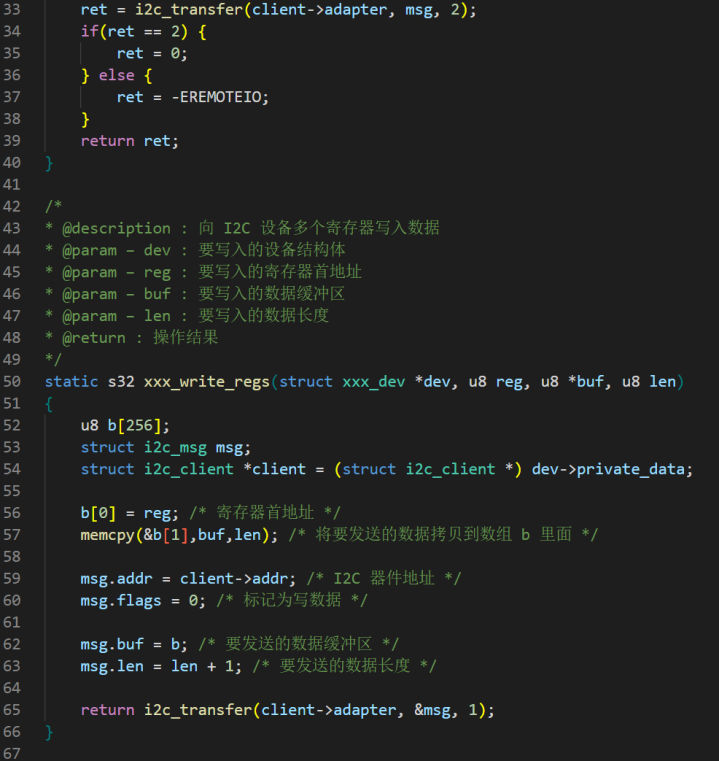 33 ret = i2c_transfer(client->adapter, msg, 2);
34 if(ret == 2) {
35 ret = 0;
36 } else {
37 ret = -EREMOTEIO;
38 }
39 return ret;
40 }
41
42 /*
43 * @description : 向 I2C 设备多个寄存器写入数据
44 * @param – dev : 要写入的设备结构体
45 * @param – reg : 要写入的寄存器首地址
46 * @param – buf : 要写入的数据缓冲区
47 * @param – len : 要写入的数据长度
48 * @return : 操作结果
49 */
50 static s32 xxx_write_regs(struct xxx_dev *dev, u8 reg, u8 *buf, u8 len)
51 {
52 u8 b[256];
53 struct i2c_msg msg;
54 struct i2c_client *client = (struct i2c_client *) dev->private_data;
55
56 b[0] = reg; /* 寄存器首地址 */
57 memcpy(&b[1],buf,len); /* 将要发送的数据拷贝到数组 b 里面 */
58
59 msg.addr = client->addr; /* I2C 器件地址 */
60 msg.flags = 0; /* 标记为写数据 */
61
62 msg.buf = b; /* 要发送的数据缓冲区 */
63 msg.len = len + 1; /* 要发送的数据长度 */
64
65 return i2c_transfer(client->adapter, &msg, 1);
66 }
67